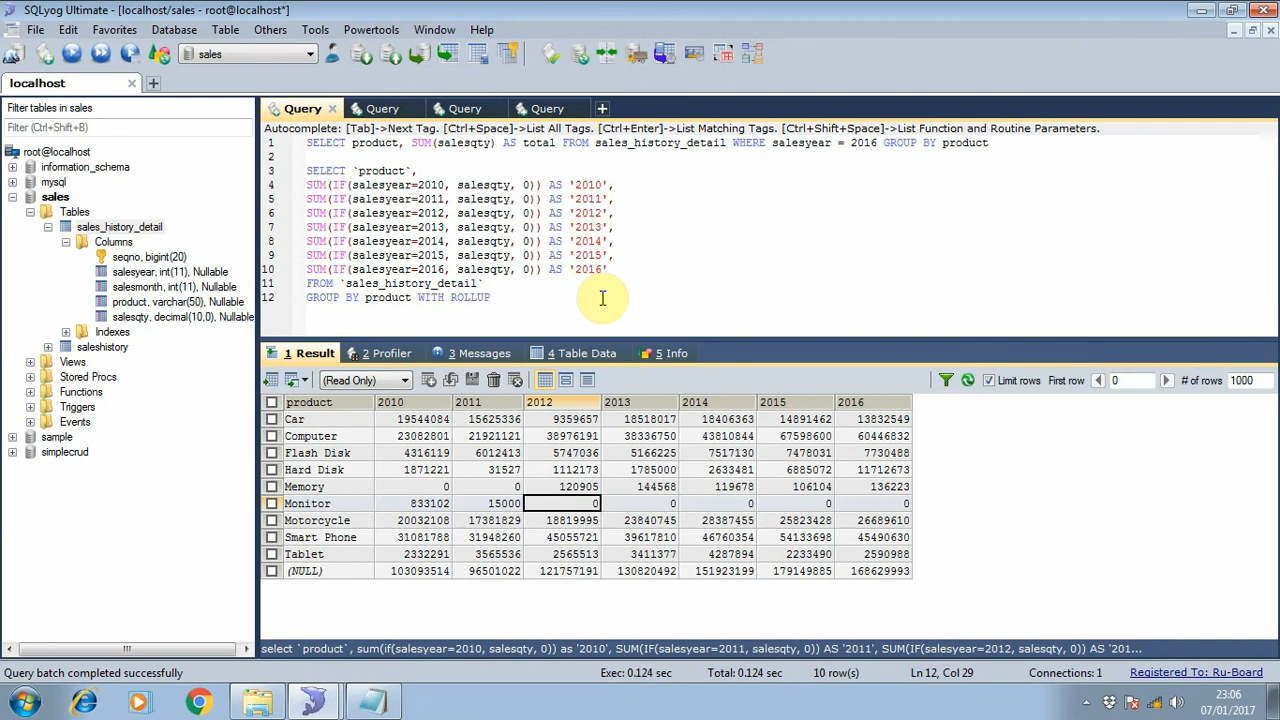 SQLyog Ultimate - [localhost/sales - root@localhost*]
File Edit Favorites Database Table Others Tools Powertools Window Help
sales
localhost
Filter tables in sales
Filter (Ctrl+Shift+B)
root@localhost
information_schema
mysql
sales
Tables
sales_history_detail
Columns
seqno, bigint(20)
salesyear, int(11), Nullable
salesmonth, int(11), Nullable
product, varchar(50), Nullable
salesqty, decimal(10,0), Nullable
Indexes
saleshistory
Views
Stored Procs
Functions
Triggers
Events
sample
simplecrud
Query Query Query Query
Autocomplete: [Tab]->Next Tag. [Ctrl+Space]->List All Tags. [Ctrl+Enter]->List Matching Tags. [Ctrl+Shift+Space]->List Function and Routine Parameters.
1 SELECT product, SUM(salesqty) AS total FROM sales_history_detail WHERE salesyear = 2016 GROUP BY product
2
3 SELECT `product`,
4 SUM(IF(salesyear=2010, salesqty, 0)) AS '2010',
5 SUM(IF(salesyear=2011, salesqty, 0)) AS '2011',
6 SUM(IF(salesyear=2012, salesqty, 0)) AS '2012',
7 SUM(IF(salesyear=2013, salesqty, 0)) AS '2013',
8 SUM(IF(salesyear=2014, salesqty, 0)) AS '2014',
9 SUM(IF(salesyear=2015, salesqty, 0)) AS '2015',
10 SUM(IF(salesyear=2016, salesqty, 0)) AS '2016'
11 FROM `sales_history_detail`
12 GROUP BY product WITH ROLLUP
1 Result 2 Profiler 3 Messages 4 Table Data 5 Info
(Read Only) Limit rows First row 0 # of rows 1000
product 2010 2011 2012 2013 2014 2015 2016
Car 19544084 15625336 9359657 18518017 18406363 14891462 13832549
Computer 23082801 21921121 38976191 38336750 43810844 67598600 60446832
Flash Disk 4316119 6012413 5747036 5166225 7517130 7478031 7730488
Hard Disk 1871221 31527 1112173 1785000 2633481 6885072 11712673
Memory 0 0 120905 144568 119678 106104 136223
Monitor 833102 15000 0 0 0 0 0
Motorcycle 20032108 17381829 18819995 23840745 28387455 25823428 26689610
Smart Phone 31081788 31948260 45055721 39617810 46760354 54133698 45490630
Tablet 2332291 3565536 2565513 3411377 4287894 2233490 2590988
(NULL) 103093514 96501022 121757191 130820492 151923199 179149885 168629993
select `product`, sum(if(salesyear=2010, salesqty, 0)) as '2010', SUM(IF(salesyear=2011, salesqty, 0)) AS '2011', SUM(IF(salesyear=2012, salesqty, 0)) AS '201...
Query batch completed successfully Exec: 0.124 sec Total: 0.124 sec 10 row(s) Ln 12, Col 29 Connections: 1 Registered To: Ru-Board
23:06
07/01/2017